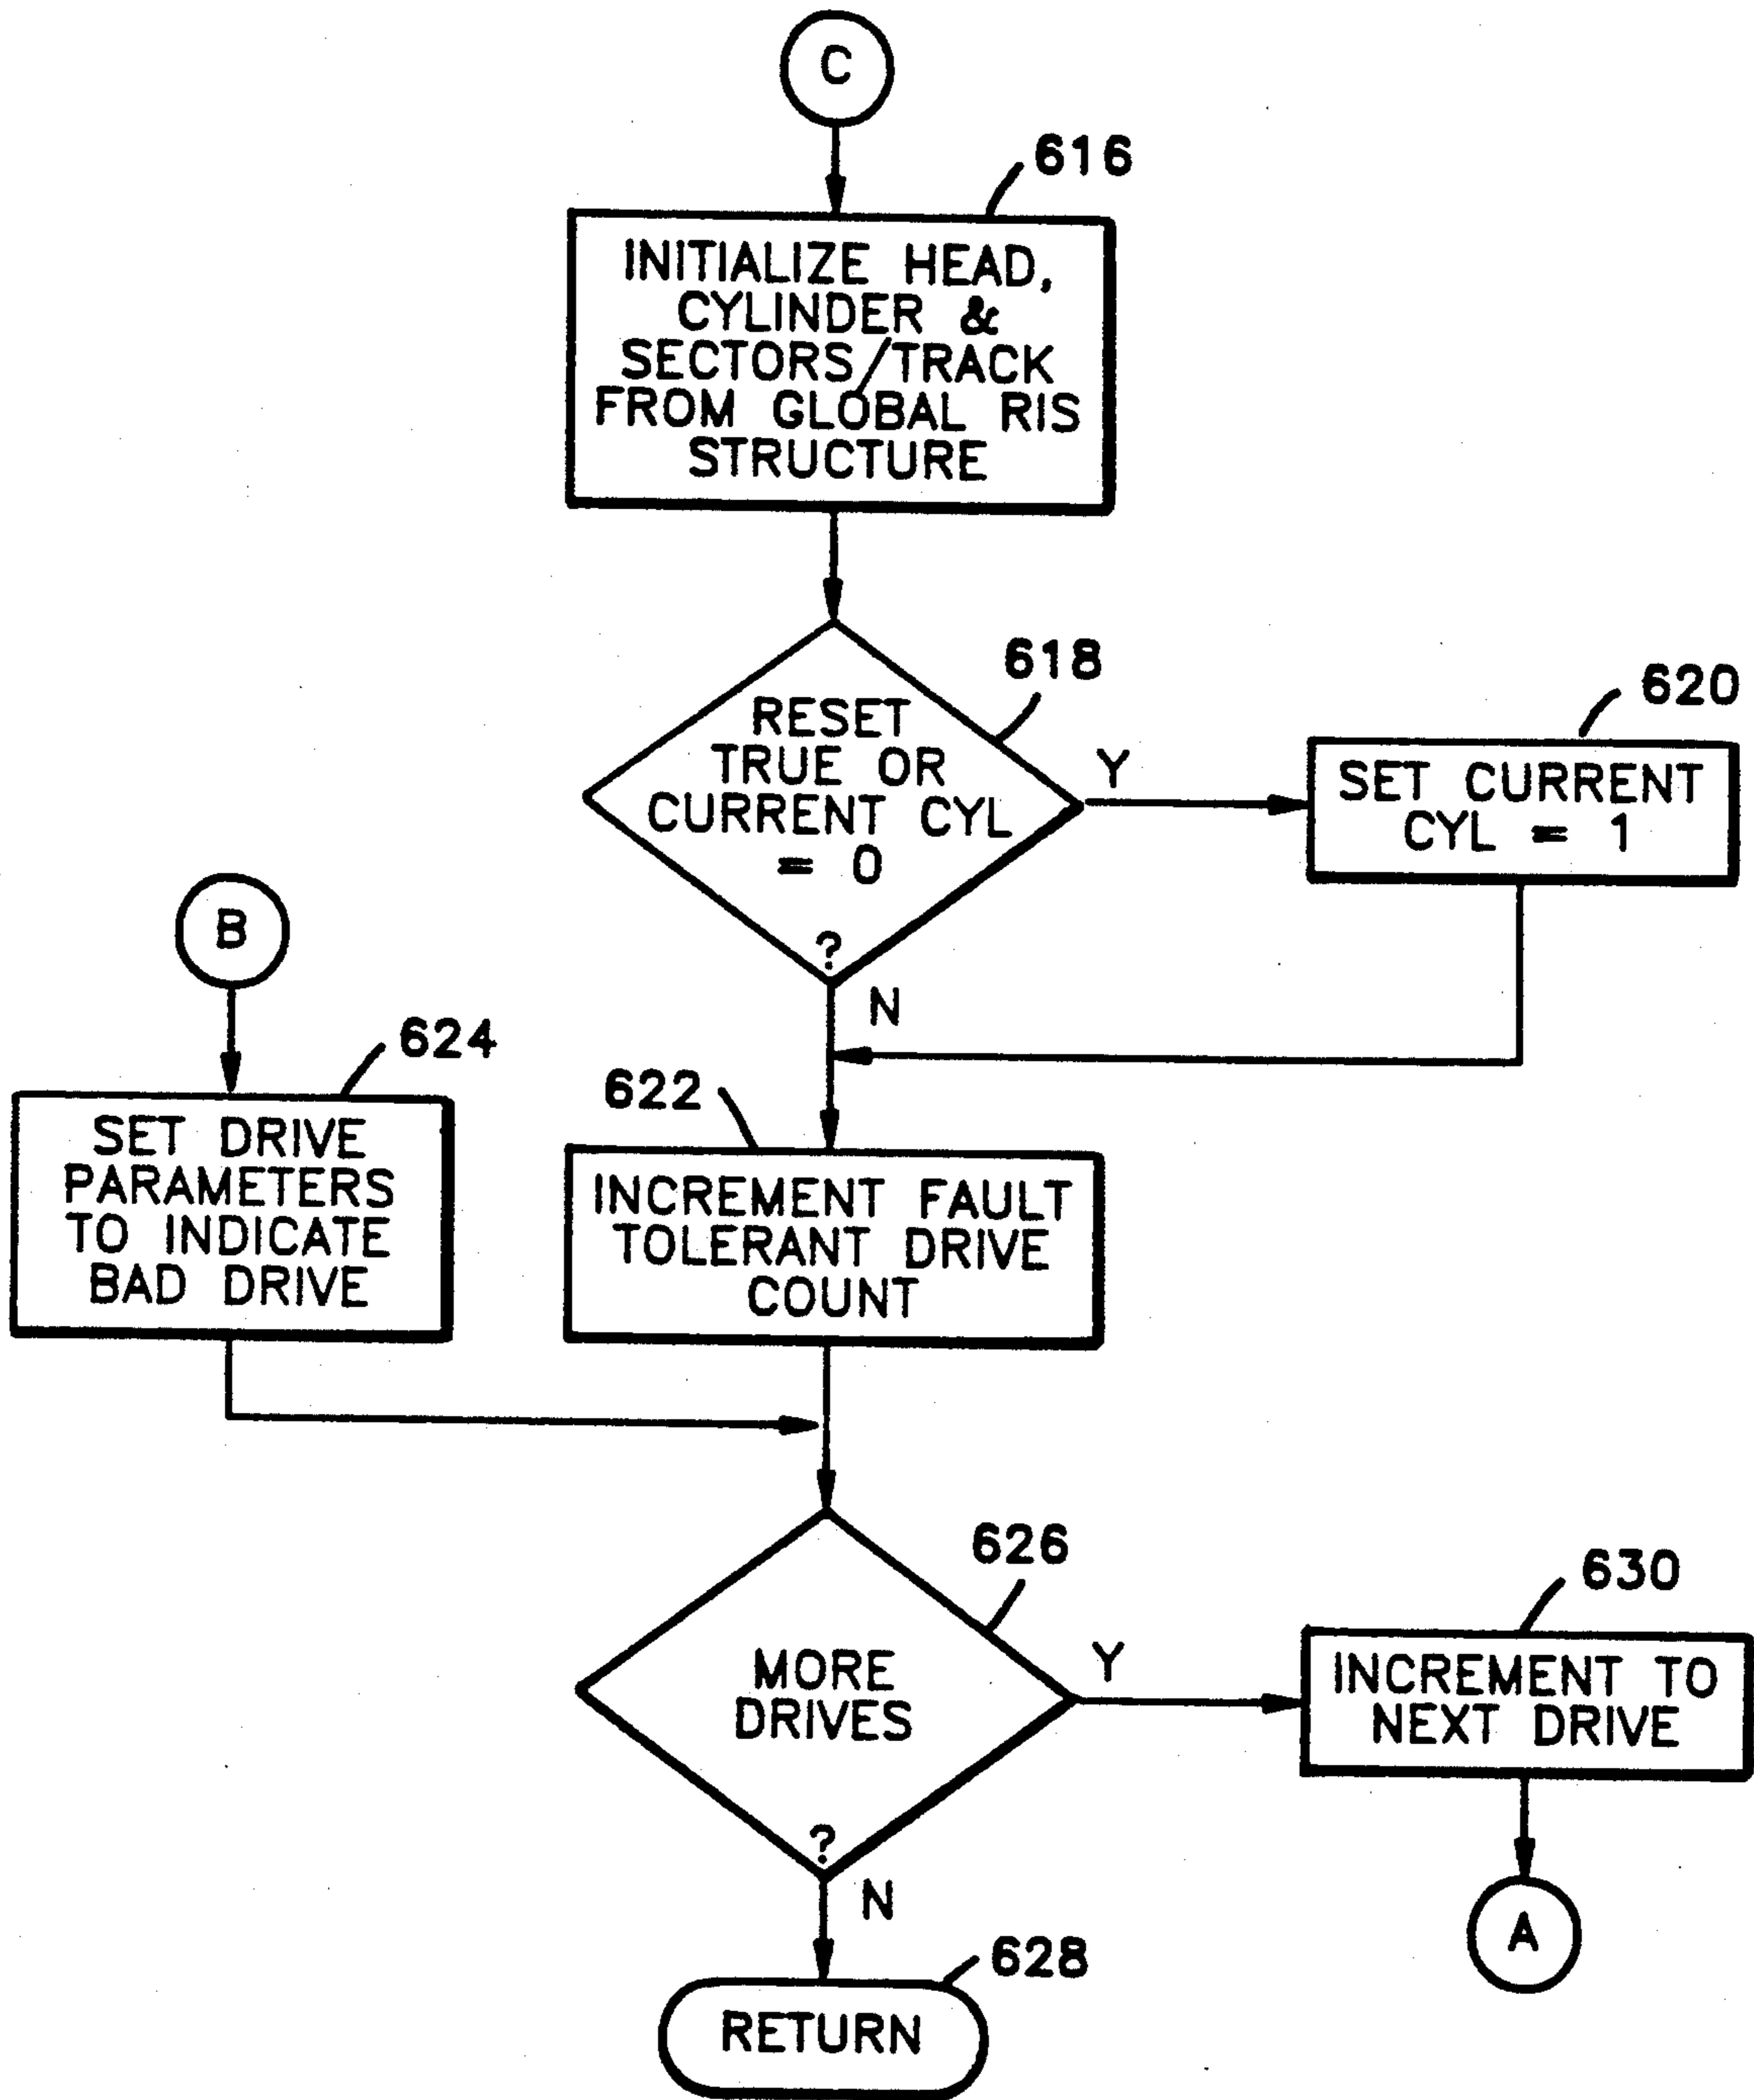 C
616
INITIALIZE HEAD,
CYLINDER &
SECTORS/TRACK
FROM GLOBAL RIS
STRUCTURE
618
RESET
TRUE OR
CURRENT CYL
= 0
?
Y
N
620
SET CURRENT
CYL = 1
B
624
SET DRIVE
PARAMETERS
TO INDICATE
BAD DRIVE
622
INCREMENT FAULT
TOLERANT DRIVE
COUNT
626
MORE
DRIVES
?
Y
N
630
INCREMENT TO
NEXT DRIVE
A
628
RETURN